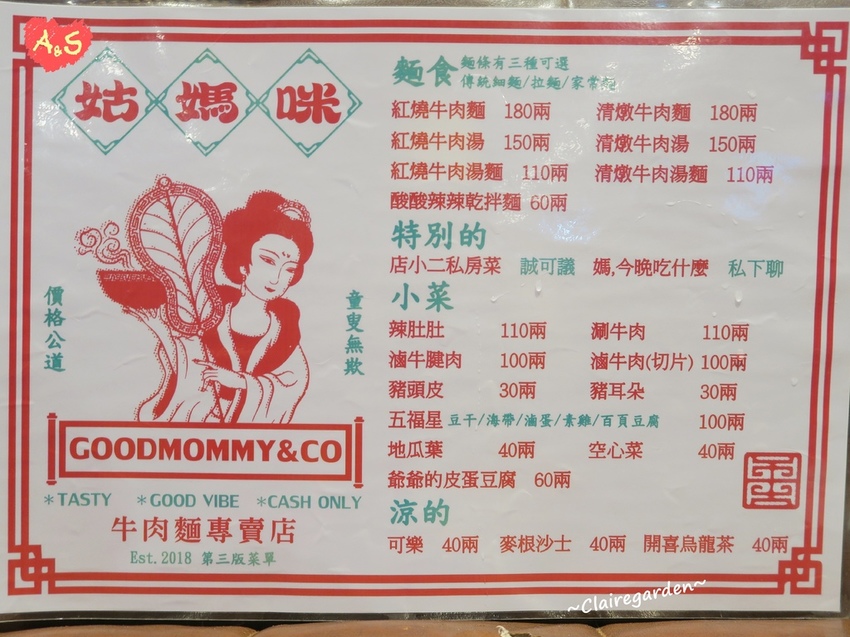 A&S
姑媽咪
價格公道
童叟無欺
GOODMOMMY&CO
*TASTY *GOOD VIBE *CASH ONLY
牛肉麵專賣店
Est. 2018 第三版菜單
麵食 麵條有三種可選
傳統細麵/拉麵/家常麵
紅燒牛肉麵 180兩 清燉牛肉麵 180兩
紅燒牛肉湯 150兩 清燉牛肉湯 150兩
紅燒牛肉湯麵 110兩 清燉牛肉湯麵 110兩
酸酸辣辣乾拌麵 60兩
特別的
店小二私房菜 誠可議 媽,今晚吃什麼 私下聊
小菜
辣肚肚 110兩 涮牛肉 110兩
滷牛腱肉 100兩 滷牛肉(切片) 100兩
豬頭皮 30兩 豬耳朵 30兩
五福星 豆干/海帶/滷蛋/素雞/百頁豆腐 100兩
地瓜葉 40兩 空心菜 40兩
爺爺的皮蛋豆腐 60兩
涼的
可樂 40兩 麥根沙士 40兩 開喜烏龍茶 40兩
~Clairegarden~